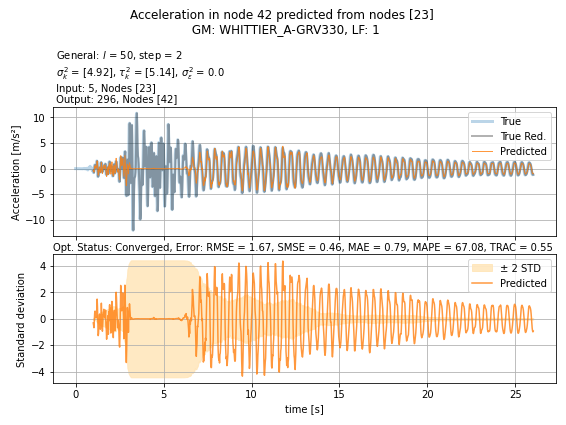 Acceleration in node 42 predicted from nodes [23]
GM: WHITTIER_A-GRV330, LF: 1
General: l = 50, step = 2
σ²ₖ = [4.92], τ²ₖ = [5.14], σ²ε = 0.0
Input: 5, Nodes [23]
Output: 296, Nodes [42]
Acceleration [m/s²]
10
5
0
−5
−10
True
True Red.
Predicted
Opt. Status: Converged, Error: RMSE = 1.67, SMSE = 0.46, MAE = 0.79, MAPE = 67.08, TRAC = 0.55
Standard deviation
4
2
0
−2
−4
± 2 STD
Predicted
0 5 10 15 20 25
time [s]